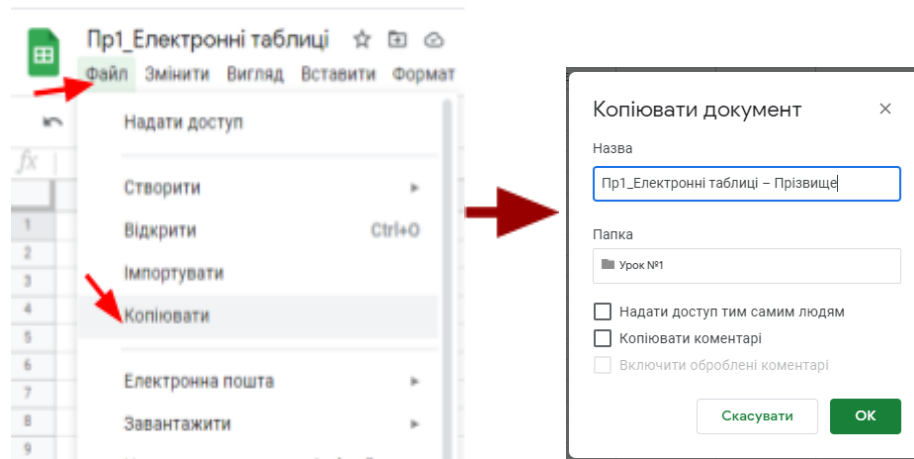 Пр1_Електронні таблиці
Файл Змінити Вигляд Вставити Формат
Надати доступ
fx
Створити
1
Відкрити Ctrl+O
2
Імпортувати
3
4
Копіювати
5
6
Електронна пошта
7
8
Завантажити
9
Копіювати документ
Назва
Пр1_Електронні таблиці – Прізвище
Папка
Урок №1
Надати доступ тим самим людям
Копіювати коментарі
Включити оброблені коментарі
Скасувати ОК